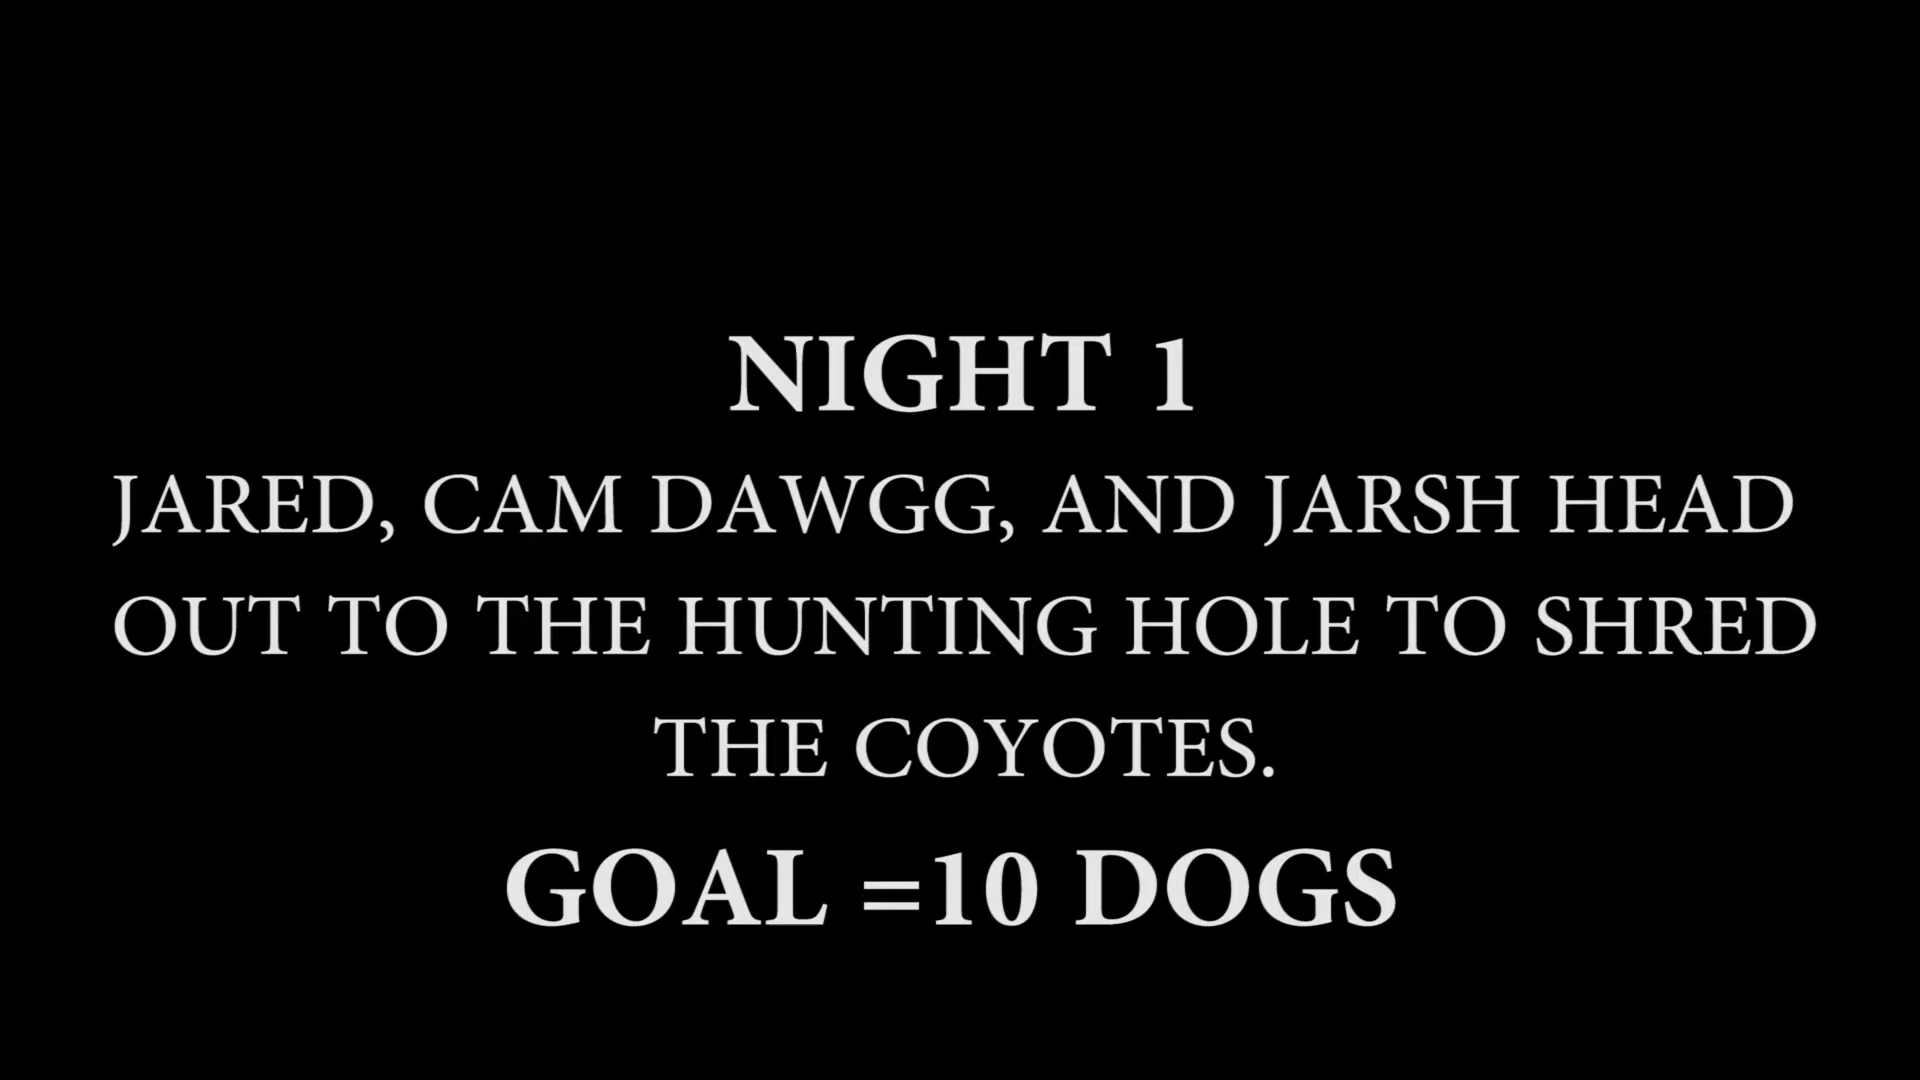 NIGHT 1
JARED, CAM DAWGG, AND JARSH HEAD
OUT TO THE HUNTING HOLE TO SHRED
THE COYOTES.
GOAL =10 DOGS